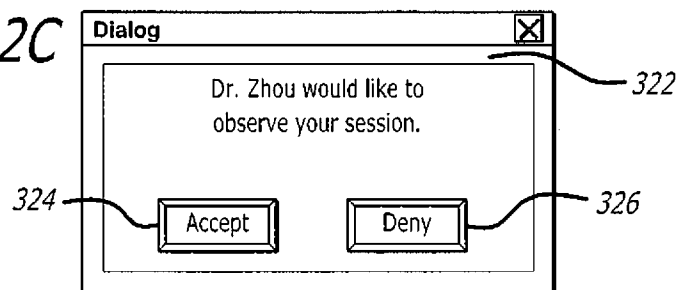 2C
Dialog
322
Dr. Zhou would like to
observe your session.
324
Accept
Deny
326